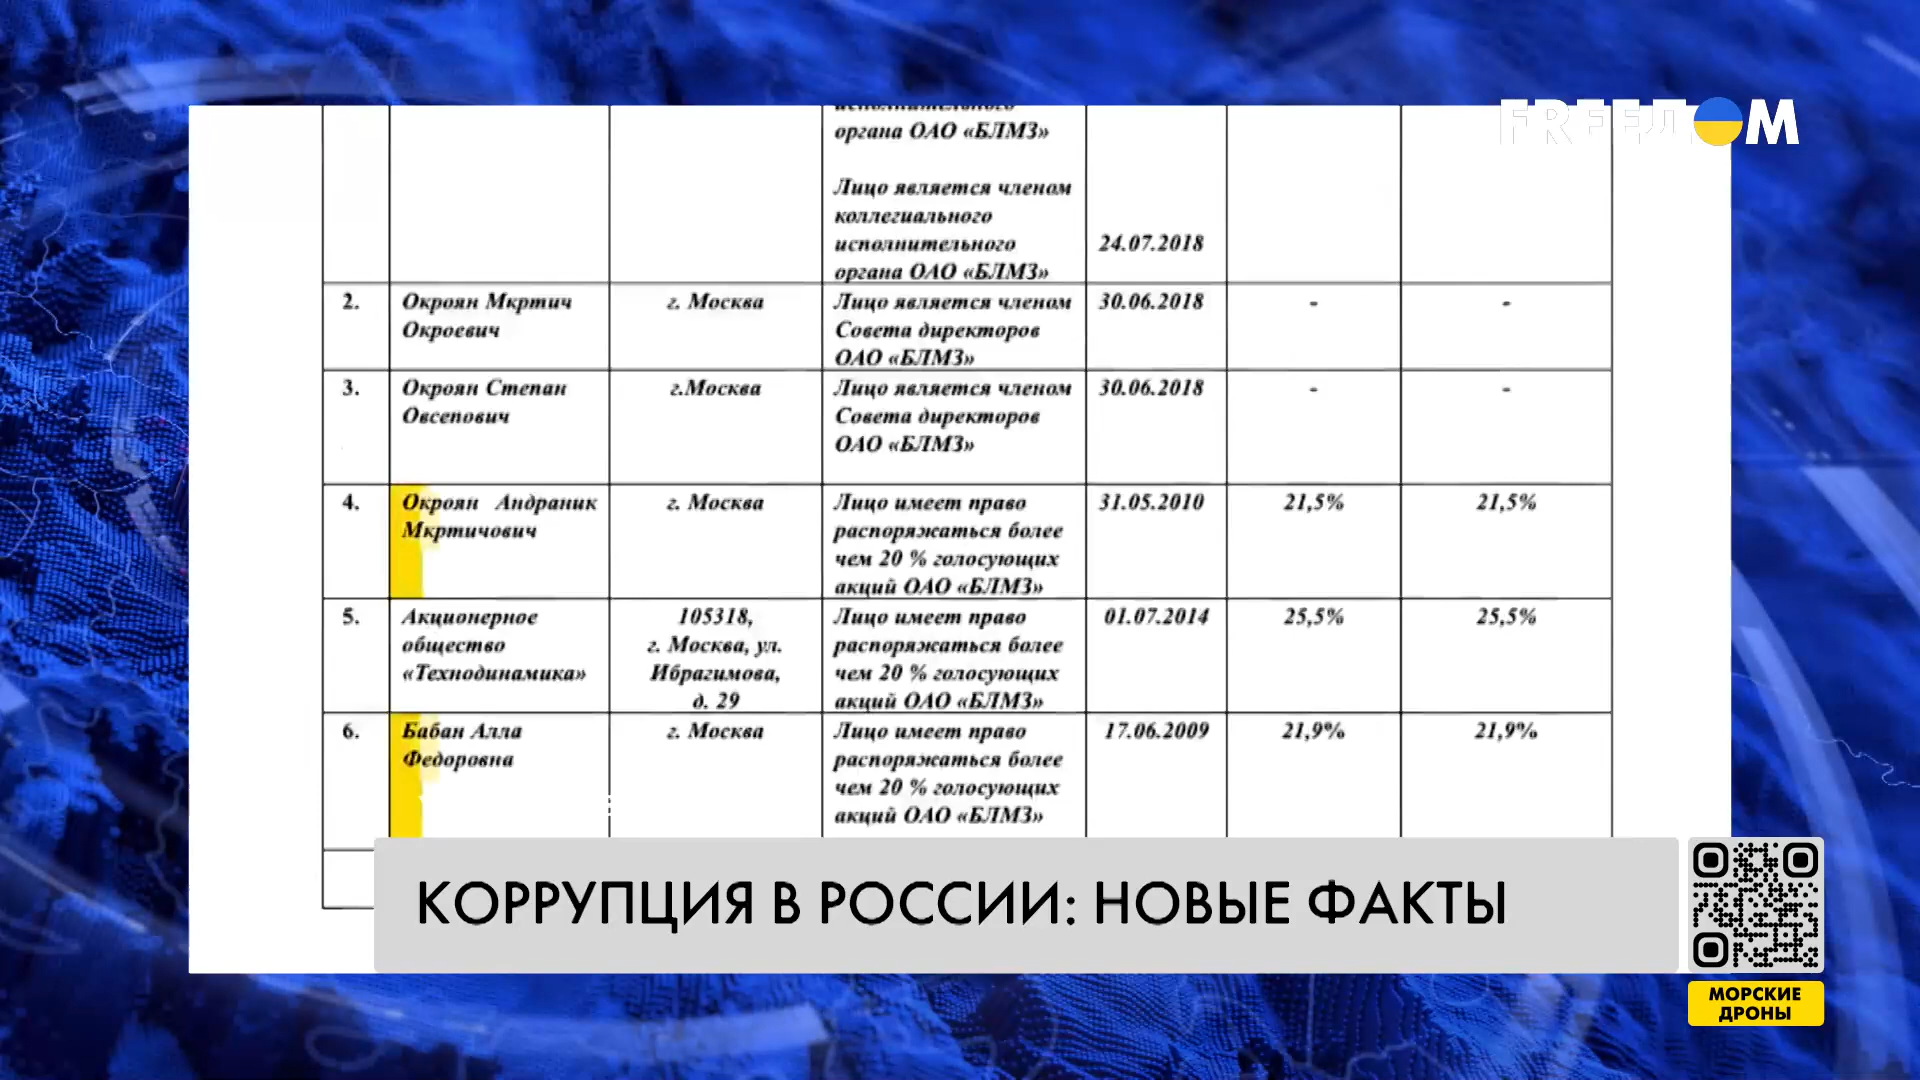 FREEДОМ
исполнительного
органа ОАО «БЛМЗ»
Лицо является членом
коллегиального
исполнительного
органа ОАО «БЛМЗ»
24.07.2018
2.
Окроян Мкртич
Окроевич
г. Москва
Лицо является членом
Совета директоров
ОАО «БЛМЗ»
30.06.2018
-
-
3.
Окроян Степан
Овсепович
г.Москва
Лицо является членом
Совета директоров
ОАО «БЛМЗ»
30.06.2018
-
-
4.
Окроян Андраник
Мкртичович
г. Москва
Лицо имеет право
распоряжаться более
чем 20 % голосующих
акций ОАО «БЛМЗ»
31.05.2010
21,5%
21,5%
5.
Акционерное
общество
«Технодинамика»
105318,
г. Москва, ул.
Ибрагимова,
д. 29
Лицо имеет право
распоряжаться более
чем 20 % голосующих
акций ОАО «БЛМЗ»
01.07.2014
25,5%
25,5%
6.
Бабан Алла
Федоровна
г. Москва
Лицо имеет право
распоряжаться более
чем 20 % голосующих
акций ОАО «БЛМЗ»
17.06.2009
21,9%
21,9%
КОРРУПЦИЯ В РОССИИ: НОВЫЕ ФАКТЫ
МОРСКИЕ
ДРОНЫ